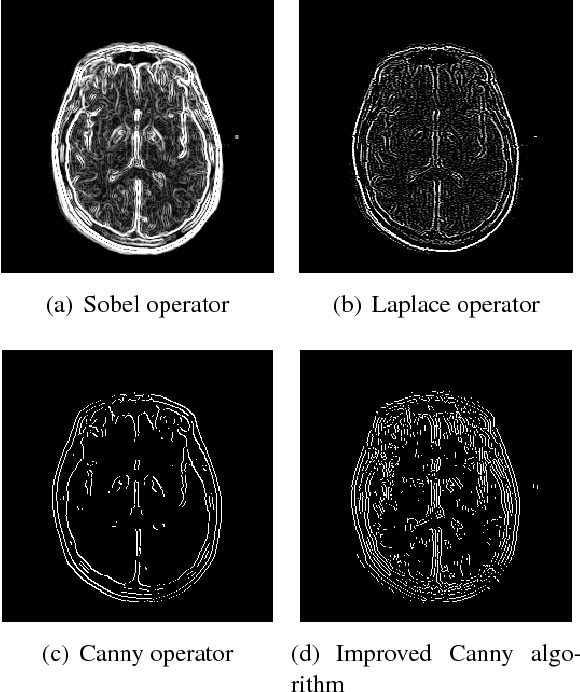 (a) Sobel operator
(b) Laplace operator
(c) Canny operator
(d) Improved Canny algo-
rithm